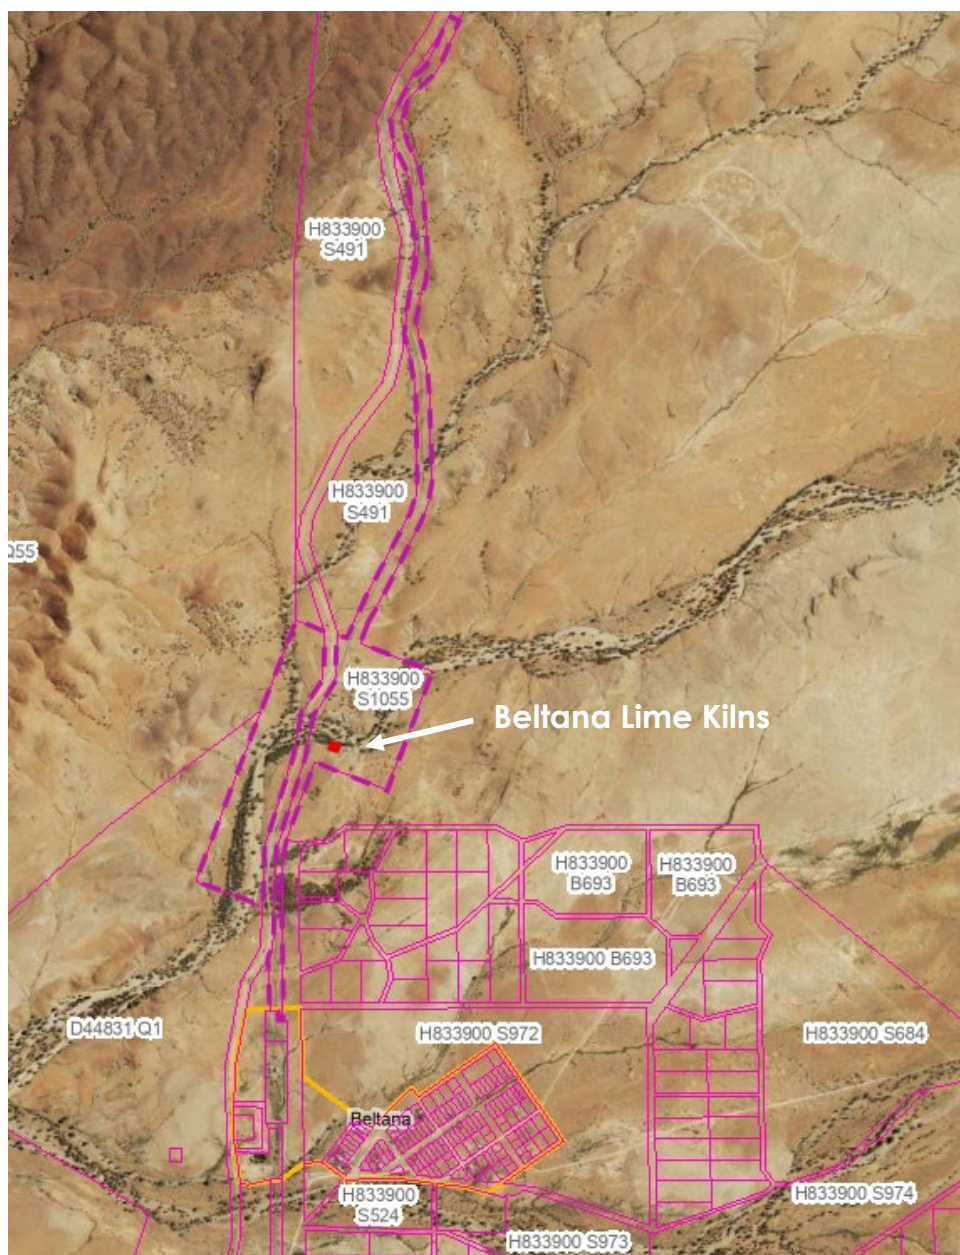 H833900
S491
H833900
S491
Q55
H833900
S1055
Beltana Lime Kilns
H833900
B693
H833900
B693
H833900 B693
D44831 Q1
H833900 S972
H833900 S684
Beltana
H833900
S524
H833900 S974
H833900 S973